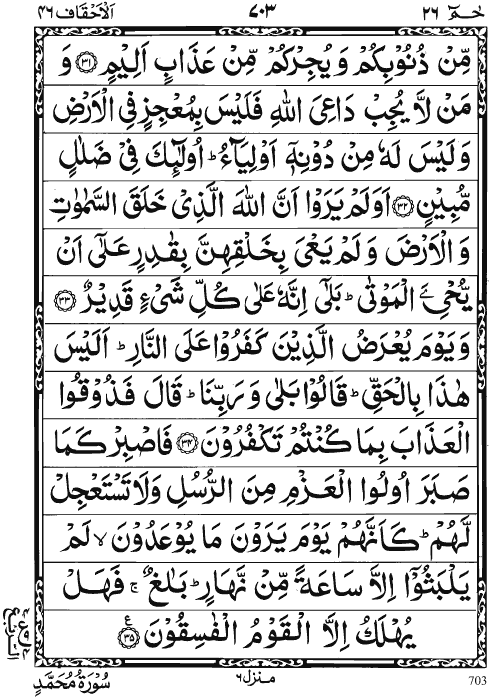 الاحقاف ٤٦ ٧٠٣ حٰمٓ ٢٦
مِّنْ ذُنُوْبِكُمْ وَيُجِرْكُمْ مِّنْ عَذَابٍ اَلِيْمٍ ﴿٣١﴾ وَ
مَنْ لَّا يُجِبْ دَاعِيَ اللّٰهِ فَلَيْسَ بِمُعْجِزٍ فِي الْاَرْضِ
وَلَيْسَ لَهٗ مِنْ دُوْنِهٖٓ اَوْلِيَآءُ ؕ اُولٰٓئِكَ فِيْ ضَلٰلٍ
مُّبِيْنٍ ﴿٣٢﴾ اَوَلَمْ يَرَوْا اَنَّ اللّٰهَ الَّذِيْ خَلَقَ السَّمٰوٰتِ
وَالْاَرْضَ وَلَمْ يَعْيَ بِخَلْقِهِنَّ بِقٰدِرٍ عَلٰٓى اَنْ
يُّحْيِۦَ الْمَوْتٰى ؕ بَلٰٓى اِنَّهٗ عَلٰى كُلِّ شَيْءٍ قَدِيْرٌ ﴿٣٣﴾
وَيَوْمَ يُعْرَضُ الَّذِيْنَ كَفَرُوْا عَلَى النَّارِ ؕ اَلَيْسَ
هٰذَا بِالْحَقِّ ؕ قَالُوْا بَلٰى وَرَبِّنَا ؕ قَالَ فَذُوْقُوا
الْعَذَابَ بِمَا كُنْتُمْ تَكْفُرُوْنَ ﴿٣٤﴾ فَاصْبِرْ كَمَا
صَبَرَ اُولُوا الْعَزْمِ مِنَ الرُّسُلِ وَلَا تَسْتَعْجِلْ
لَّهُمْ ؕ كَاَنَّهُمْ يَوْمَ يَرَوْنَ مَا يُوْعَدُوْنَ ۙ لَمْ
يَلْبَثُوْٓا اِلَّا سَاعَةً مِّنْ نَّهَارٍ ؕ بَلٰغٌ ۚ فَهَلْ
يُهْلَكُ اِلَّا الْقَوْمُ الْفٰسِقُوْنَ ﴿٣٥﴾ ع
سُوْرَةُ مُحَمَّدٍ منزل ٦ 703